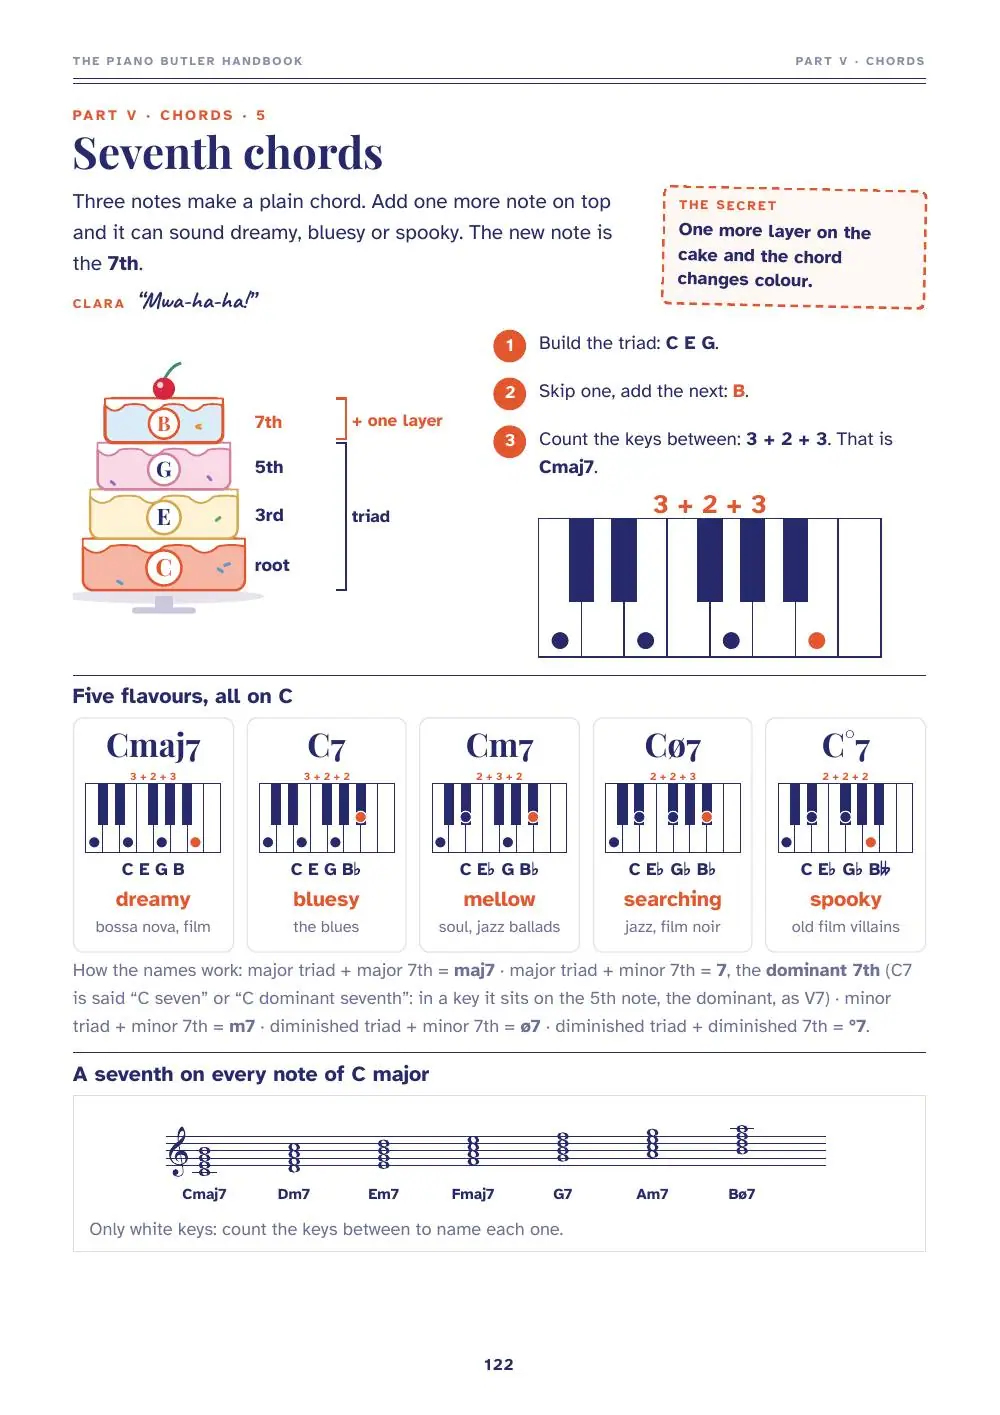 THE PIANO BUTLER HANDBOOK
PART V · CHORDS
PART V · CHORDS · 5
Seventh chords
Three notes make a plain chord. Add one more note on top
and it can sound dreamy, bluesy or spooky. The new note is
the 7th.
CLARA “Mwa-ha-ha!”
THE SECRET
One more layer on the
cake and the chord
changes colour.
B 7th + one layer
G 5th
E 3rd triad
C root
1 Build the triad: C E G.
2 Skip one, add the next: B.
3 Count the keys between: 3 + 2 + 3. That is
Cmaj7.
3 + 2 + 3
Five flavours, all on C
Cmaj7
3 + 2 + 3
C E G B
dreamy
bossa nova, film
C7
3 + 2 + 2
C E G B♭
bluesy
the blues
Cm7
2 + 3 + 2
C E♭ G B♭
mellow
soul, jazz ballads
Cø7
2 + 2 + 3
C E♭ G♭ B♭
searching
jazz, film noir
C°7
2 + 2 + 2
C E♭ G♭ B𝄫
spooky
old film villains
How the names work: major triad + major 7th = maj7 · major triad + minor 7th = 7, the dominant 7th (C7
is said “C seven” or “C dominant seventh”: in a key it sits on the 5th note, the dominant, as V7) · minor
triad + minor 7th = m7 · diminished triad + minor 7th = ø7 · diminished triad + diminished 7th = °7.
A seventh on every note of C major
Cmaj7 Dm7 Em7 Fmaj7 G7 Am7 Bø7
Only white keys: count the keys between to name each one.
122